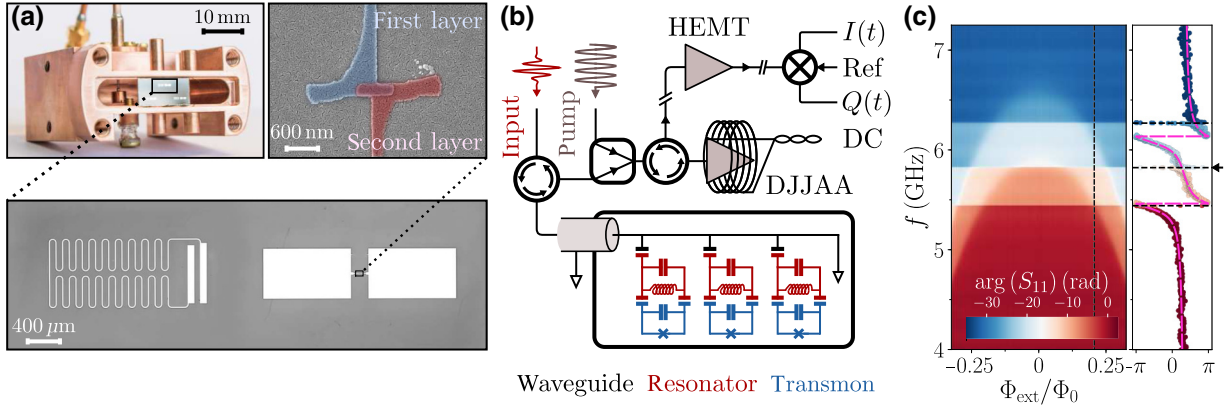 (a)
10 mm
First layer
Second layer
600 nm
400 µm
(b)
Input
Pump
HEMT
I(t)
Ref
Q(t)
DC
DJJAA
Waveguide Resonator Transmon
(c)
7
6
5
4
f (GHz)
arg (S₁₁) (rad)
−30 −20 −10 0
−0.25 0 0.25
Φext/Φ0
-π 0 π